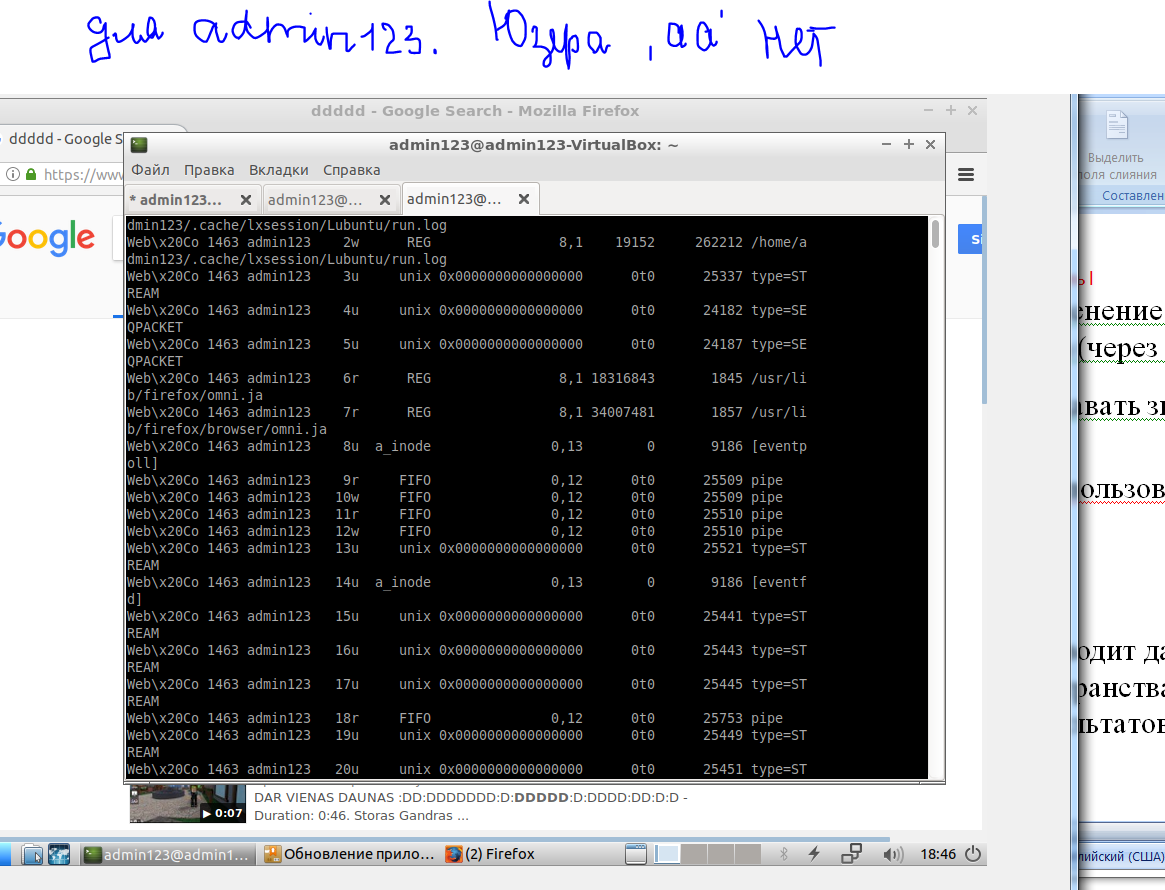 для admin123. Юзера ,aa' нет
ddddd - Google Search - Mozilla Firefox
ddddd - Google S
https://www
Google
admin123@admin123-VirtualBox: ~
Файл Правка Вкладки Справка
* admin123... admin123@... admin123@...
dmin123/.cache/lxsession/Lubuntu/run.log
Web\x20Co 1463 admin123 2w REG 8,1 19152 262212 /home/a
dmin123/.cache/lxsession/Lubuntu/run.log
Web\x20Co 1463 admin123 3u unix 0x0000000000000000 0t0 25337 type=ST
REAM
Web\x20Co 1463 admin123 4u unix 0x0000000000000000 0t0 24182 type=SE
QPACKET
Web\x20Co 1463 admin123 5u unix 0x0000000000000000 0t0 24187 type=SE
QPACKET
Web\x20Co 1463 admin123 6r REG 8,1 18316843 1845 /usr/li
b/firefox/omni.ja
Web\x20Co 1463 admin123 7r REG 8,1 34007481 1857 /usr/li
b/firefox/browser/omni.ja
Web\x20Co 1463 admin123 8u a_inode 0,13 0 9186 [eventp
oll]
Web\x20Co 1463 admin123 9r FIFO 0,12 0t0 25509 pipe
Web\x20Co 1463 admin123 10w FIFO 0,12 0t0 25509 pipe
Web\x20Co 1463 admin123 11r FIFO 0,12 0t0 25510 pipe
Web\x20Co 1463 admin123 12w FIFO 0,12 0t0 25510 pipe
Web\x20Co 1463 admin123 13u unix 0x0000000000000000 0t0 25521 type=ST
REAM
Web\x20Co 1463 admin123 14u a_inode 0,13 0 9186 [eventf
d]
Web\x20Co 1463 admin123 15u unix 0x0000000000000000 0t0 25441 type=ST
REAM
Web\x20Co 1463 admin123 16u unix 0x0000000000000000 0t0 25443 type=ST
REAM
Web\x20Co 1463 admin123 17u unix 0x0000000000000000 0t0 25445 type=ST
REAM
Web\x20Co 1463 admin123 18r FIFO 0,12 0t0 25753 pipe
Web\x20Co 1463 admin123 19u unix 0x0000000000000000 0t0 25449 type=ST
REAM
Web\x20Co 1463 admin123 20u unix 0x0000000000000000 0t0 25451 type=ST
0:07
DAR VIENAS DAUNAS :DD:DDDDDDD:D:DDDDD:D:DDDD:DD:D:D -
Duration: 0:46. Storas Gandras ...
admin123@admin1... Обновление прило... (2) Firefox 18:46
Выделить
поля слияния
Составлен
енение
(через
авать з
ользов
одит да
ранства
льтатов
лийский (США)